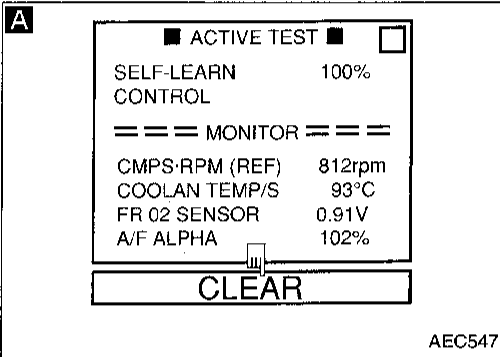 A
■ ACTIVE TEST ■
SELF-LEARN 100%
CONTROL
=== MONITOR ===
CMPS·RPM (REF) 812rpm
COOLAN TEMP/S 93°C
FR 02 SENSOR 0.91V
A/F ALPHA 102%
CLEAR
AEC547